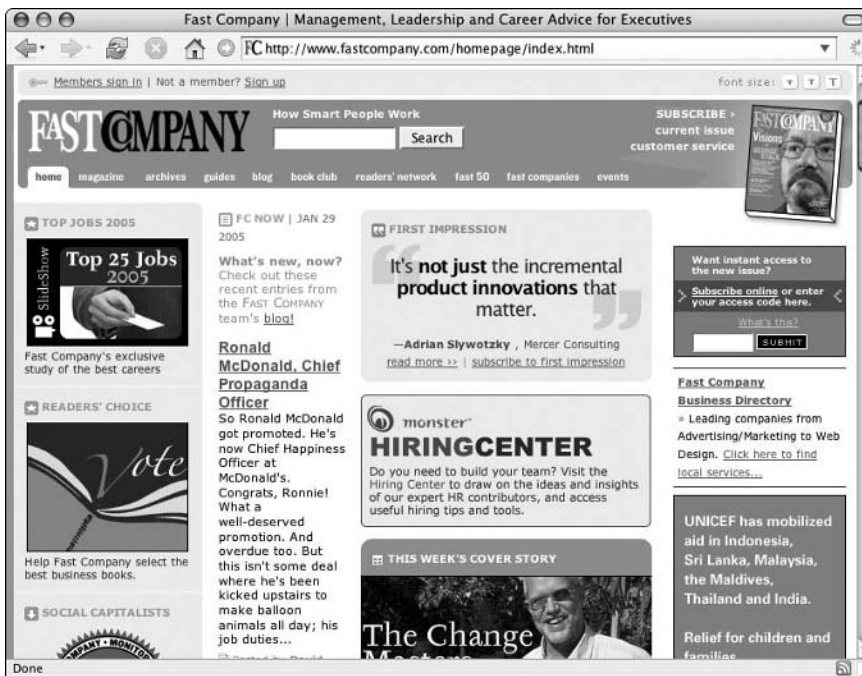 Fast Company | Management, Leadership and Career Advice for Executives
FC http://www.fastcompany.com/homepage/index.html
Members sign in | Not a member? Sign up
font size: T T T
FAST COMPANY
How Smart People Work
Search
SUBSCRIBE ›
current issue
customer service
FAST COMPANY
Visions
home magazine archives guides blog book club readers' network fast 50 fast companies events
TOP JOBS 2005
SlideShow
Top 25 Jobs
2005
Fast Company's exclusive
study of the best careers
READERS' CHOICE
Vote
Help Fast Company select the
best business books.
SOCIAL CAPITALISTS
COMPANY • MONITOR
FC NOW | JAN 29
2005
What's new, now?
Check out these
recent entries from
the FAST COMPANY
team's blog!
Ronald
McDonald, Chief
Propaganda
Officer
So Ronald McDonald
got promoted. He's
now Chief Happiness
Officer at
McDonald's.
Congrats, Ronnie!
What a
well-deserved
promotion. And
overdue too. But
this isn't some deal
where he's been
kicked upstairs to
make balloon
animals all day; his
job duties...
Posted by David
FIRST IMPRESSION
It's not just the incremental
product innovations that
matter.
—Adrian Slywotzky , Mercer Consulting
read more >> | subscribe to first impression
monster
HIRINGCENTER
Do you need to build your team? Visit the
Hiring Center to draw on the ideas and insights
of our expert HR contributors, and access
useful hiring tips and tools.
THIS WEEK'S COVER STORY
The Change
Masters
Want instant access to
the new issue?
Subscribe online or enter
your access code here.
What's this?
SUBMIT
Fast Company
Business Directory
» Leading companies from
Advertising/Marketing to Web
Design. Click here to find
local services...
UNICEF has mobilized
aid in Indonesia,
Sri Lanka, Malaysia,
the Maldives,
Thailand and India.
Relief for children and
families
Done